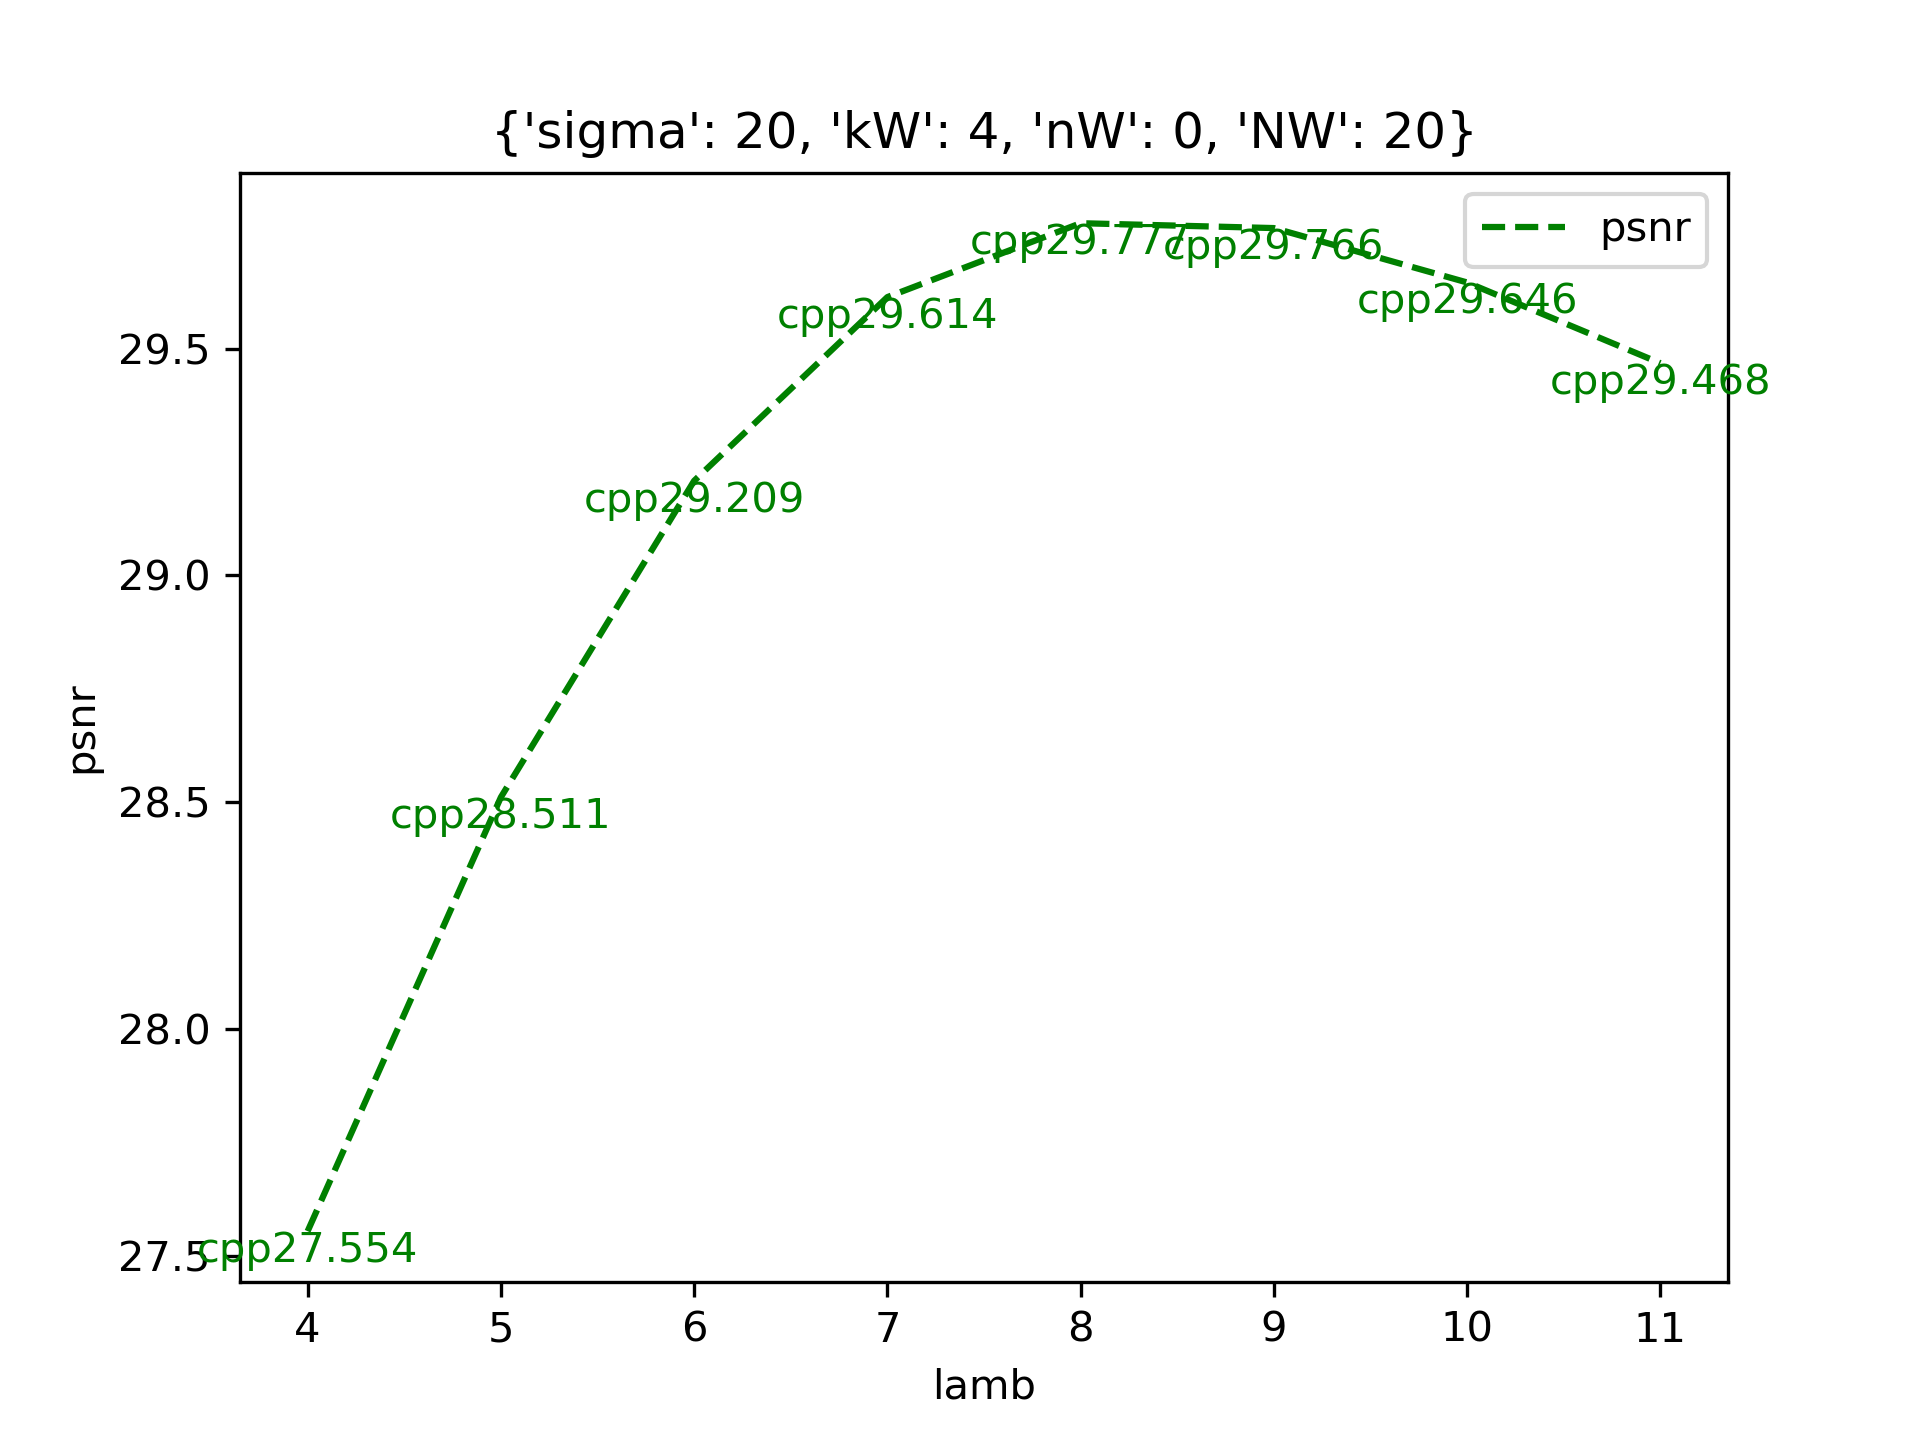 {'sigma': 20, 'kW': 4, 'nW': 0, 'NW': 20}
psnr
cpp29.777
cpp29.766
cpp29.646
cpp29.614
cpp29.468
cpp29.209
cpp28.511
cpp27.554
29.5
29.0
28.5
28.0
27.5
psnr
4 5 6 7 8 9 10 11
lamb